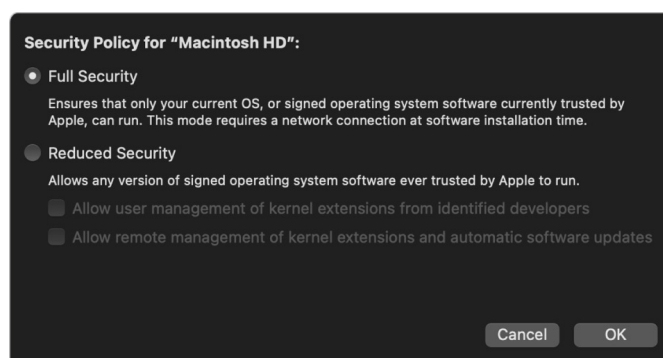 Security Policy for “Macintosh HD”:
Full Security
Ensures that only your current OS, or signed operating system software currently trusted by
Apple, can run. This mode requires a network connection at software installation time.
Reduced Security
Allows any version of signed operating system software ever trusted by Apple to run.
Allow user management of kernel extensions from identified developers
Allow remote management of kernel extensions and automatic software updates
Cancel OK